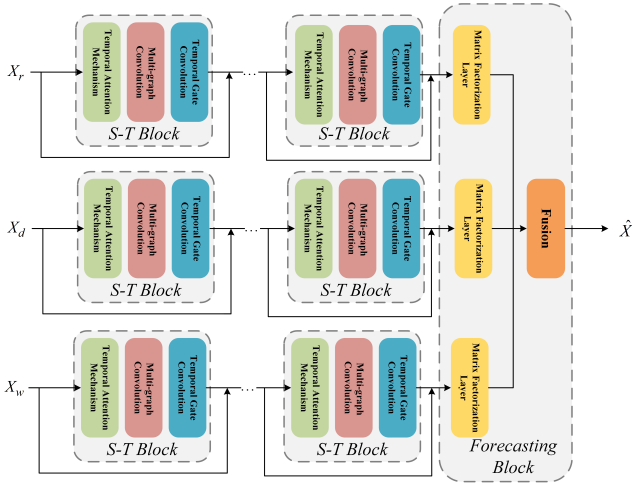 X_r
Temporal Attention
Mechanism
Multi-graph
Convolution
Temporal Gate
Convolution
S-T Block
...
Temporal Attention
Mechanism
Multi-graph
Convolution
Temporal Gate
Convolution
S-T Block
Matrix Factorization
Layer
X_d
Temporal Attention
Mechanism
Multi-graph
Convolution
Temporal Gate
Convolution
S-T Block
...
Temporal Attention
Mechanism
Multi-graph
Convolution
Temporal Gate
Convolution
S-T Block
Matrix Factorization
Layer
Fusion
X̂
X_w
Temporal Attention
Mechanism
Multi-graph
Convolution
Temporal Gate
Convolution
S-T Block
...
Temporal Attention
Mechanism
Multi-graph
Convolution
Temporal Gate
Convolution
S-T Block
Matrix Factorization
Layer
Forecasting
Block